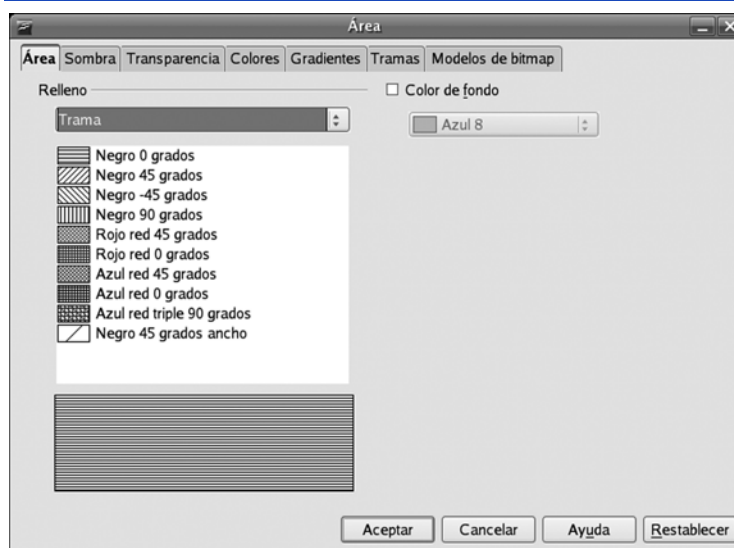 Área
Área Sombra Transparencia Colores Gradientes Tramas Modelos de bitmap
Relleno
Trama
Color de fondo
Azul 8
Negro 0 grados
Negro 45 grados
Negro -45 grados
Negro 90 grados
Rojo red 45 grados
Rojo red 0 grados
Azul red 45 grados
Azul red 0 grados
Azul red triple 90 grados
Negro 45 grados ancho
Aceptar Cancelar Ayuda Restablecer